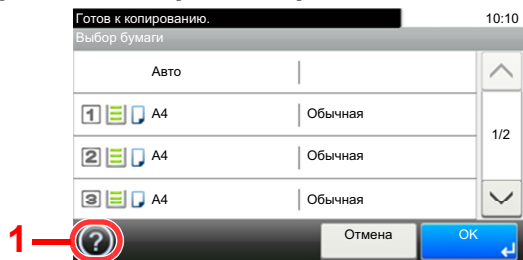 Готов к копированию. 10:10
Выбор бумаги
Авто
1 A4 Обычная
1/2
2 A4 Обычная
3 A4 Обычная
1 ? Отмена OK